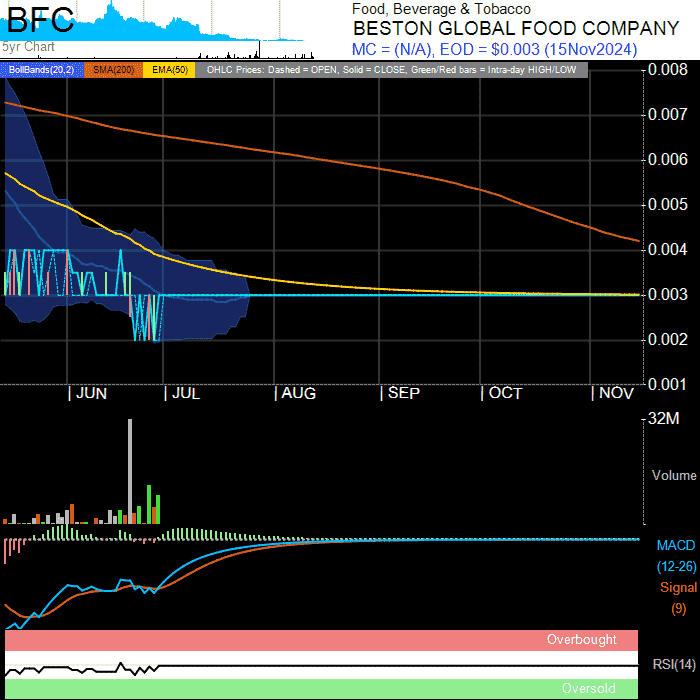 BFC
5yr Chart
Food, Beverage & Tobacco
BESTON GLOBAL FOOD COMPANY
MC = (N/A), EOD = $0.003 (15Nov2024)
BollBands(20,2) SMA(200) EMA(50) OHLC Prices: Dashed = OPEN, Solid = CLOSE, Green/Red bars = Intra-day HIGH/LOW
0.008
0.007
0.006
0.005
0.004
0.003
0.002
0.001
| JUN | JUL | AUG | SEP | OCT | NOV
32M
Volume
MACD
(12-26)
Signal
(9)
Overbought
RSI(14)
Oversold